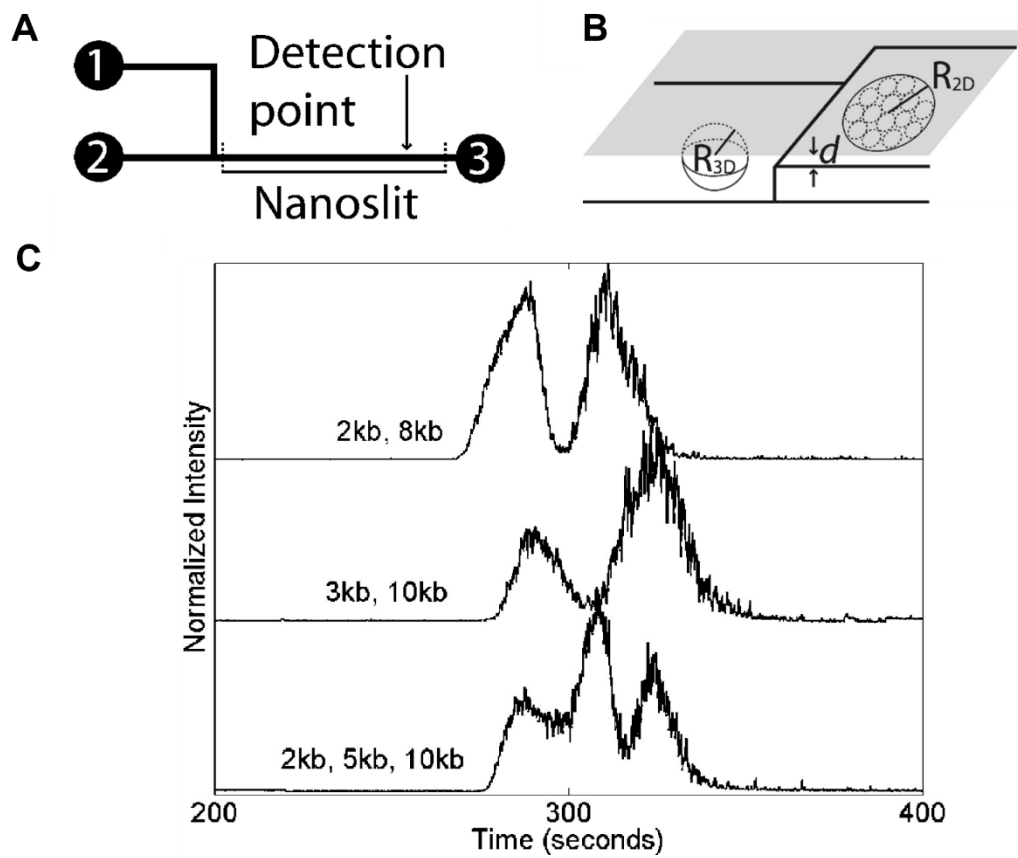 A
1
2
Detection
point
3
Nanoslit
B
R2D
R3D
d
C
Normalized Intensity
2kb, 8kb
3kb, 10kb
2kb, 5kb, 10kb
200 300 400
Time (seconds)